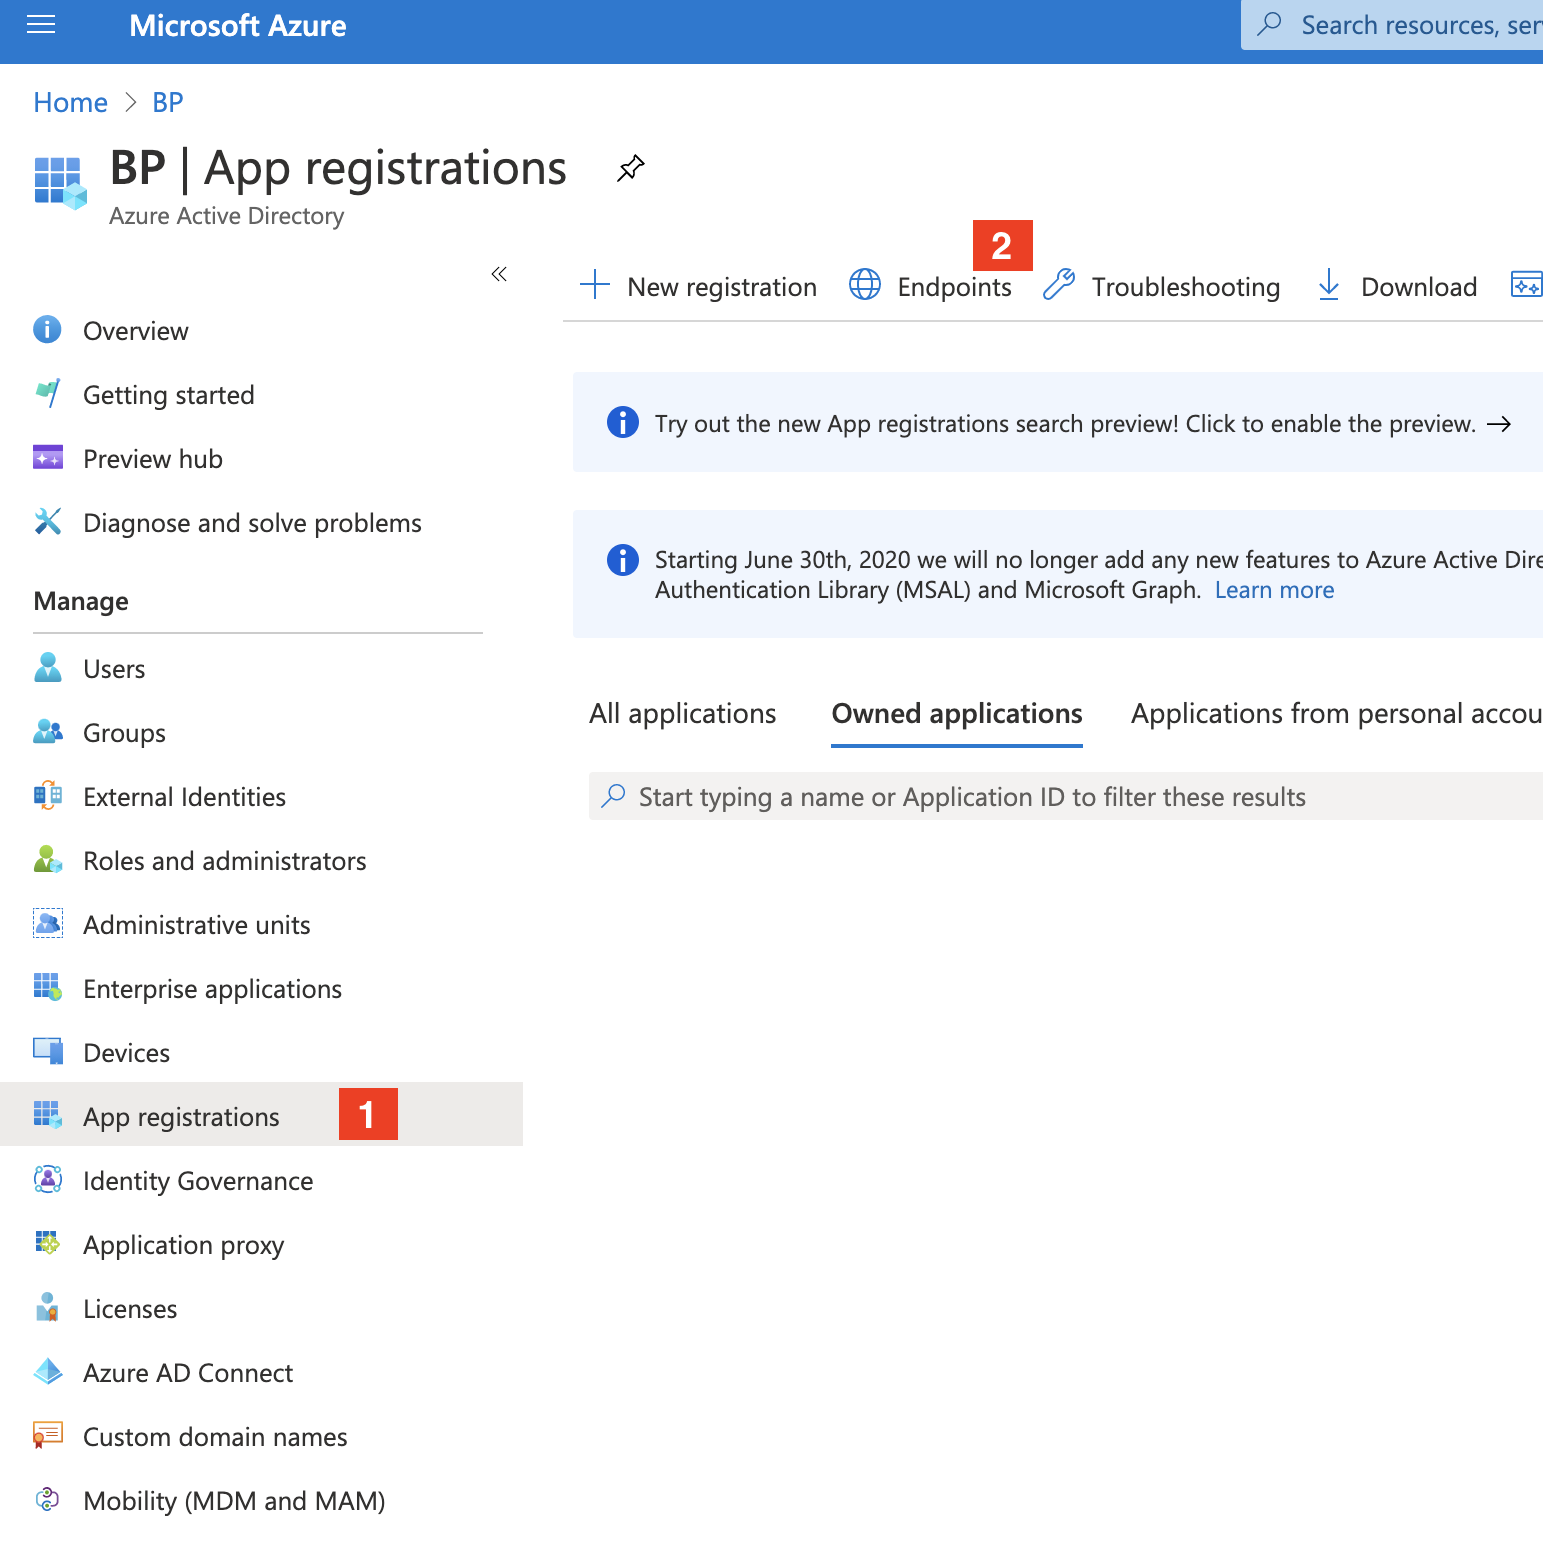 Microsoft Azure
Search resources, ser
Home > BP
BP | App registrations
Azure Active Directory
«
2
New registration
Endpoints
Troubleshooting
Download
Overview
Getting started
Preview hub
Diagnose and solve problems
Manage
Users
Groups
External Identities
Roles and administrators
Administrative units
Enterprise applications
Devices
App registrations
1
Identity Governance
Application proxy
Licenses
Azure AD Connect
Custom domain names
Mobility (MDM and MAM)
Try out the new App registrations search preview! Click to enable the preview. →
Starting June 30th, 2020 we will no longer add any new features to Azure Active Dire
Authentication Library (MSAL) and Microsoft Graph. Learn more
All applications
Owned applications
Applications from personal accou
Start typing a name or Application ID to filter these results